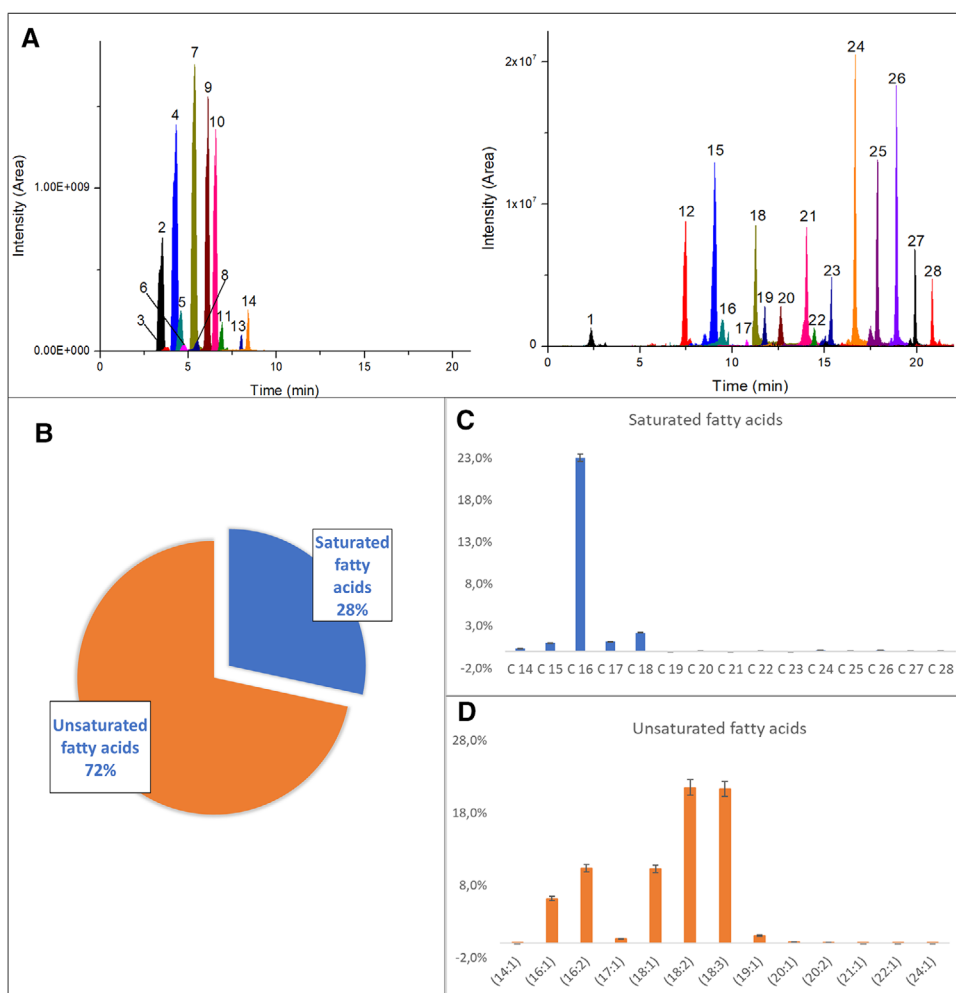 A
7
9
4
10
2
6
5
8
3
11
13
14
1.00E+009
0.00E+000
Intensity (Area)
0
5
10
15
20
Time (min)
24
26
15
25
12
18
21
27
23
28
16
19
20
22
17
1
2x10⁷
1x10⁷
0
Intensity (Area)
5
10
15
20
Time (min)
B
Saturated
fatty
acids
28%
Unsaturated
fatty acids
72%
C
Saturated fatty acids
23,0%
18,0%
13,0%
8,0%
3,0%
-2,0%
C 14 C 15 C 16 C 17 C 18 C 19 C 20 C 21 C 22 C 23 C 24 C 25 C 26 C 27 C 28
D
Unsaturated fatty acids
28,0%
18,0%
8,0%
-2,0%
(14:1) (16:1) (16:2) (17:1) (18:1) (18:2) (18:3) (19:1) (20:1) (20:2) (21:1) (22:1) (24:1)